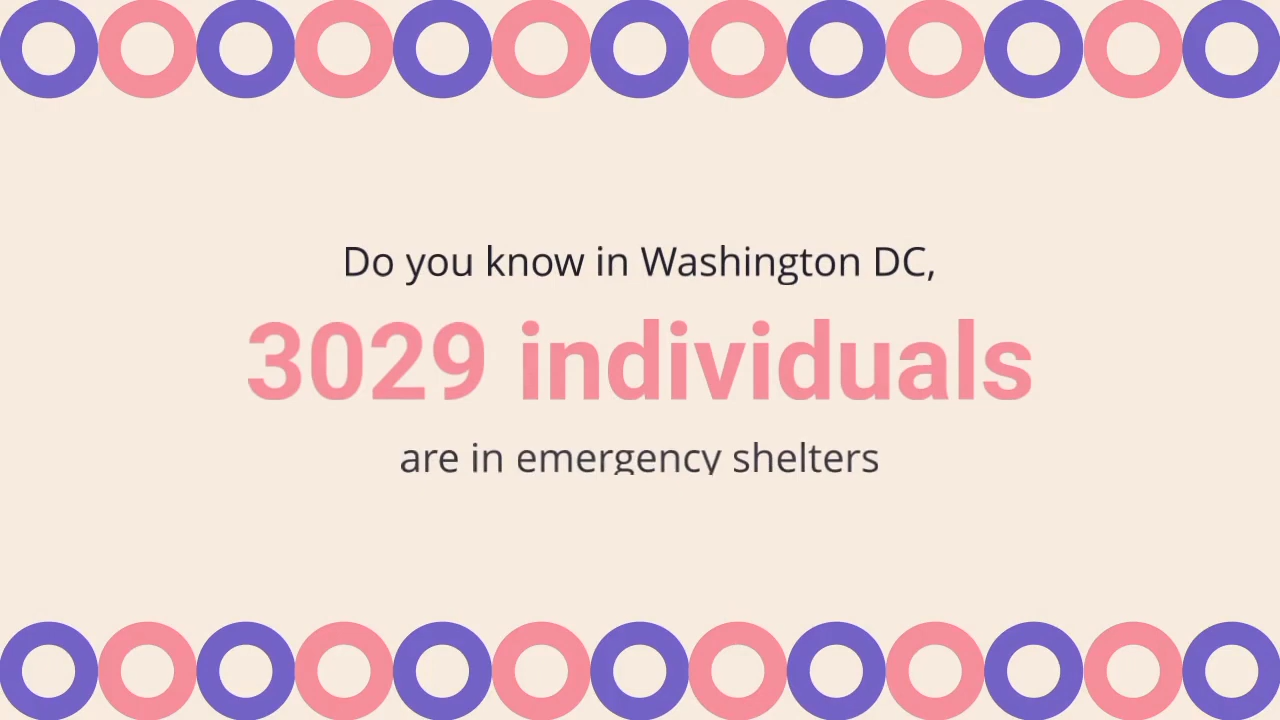 Do you know in Washington DC,
3029 individuals
are in emergency shelters